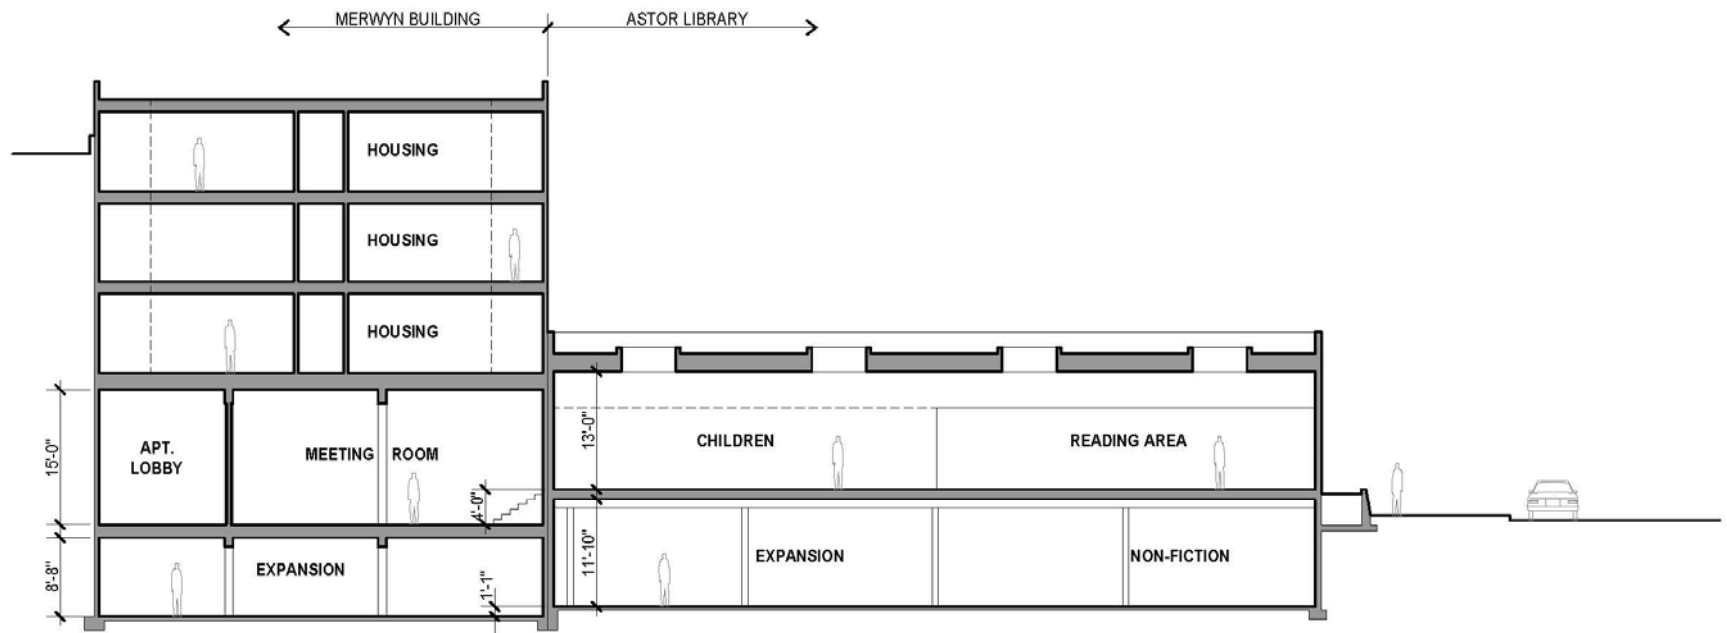 MERWYN BUILDING
ASTOR LIBRARY
HOUSING
HOUSING
HOUSING
15'-0"
APT.
LOBBY
MEETING ROOM
4'-0"
13'-0"
CHILDREN
READING AREA
8'-8"
EXPANSION
1'-1"
11'-10"
EXPANSION
NON-FICTION